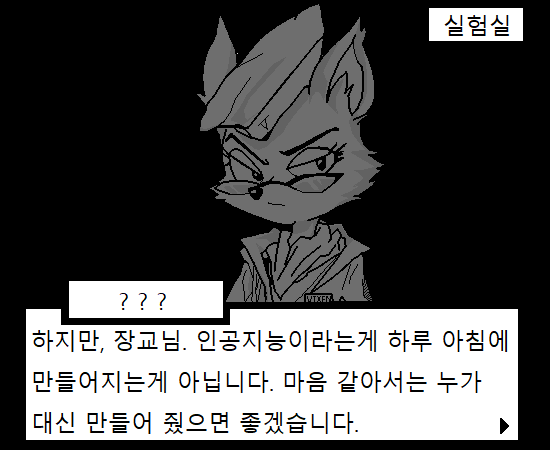 실험실
? ? ?
하지만, 장교님. 인공지능이라는게 하루 아침에
만들어지는게 아닙니다. 마음 같아서는 누가
대신 만들어 줬으면 좋겠습니다.